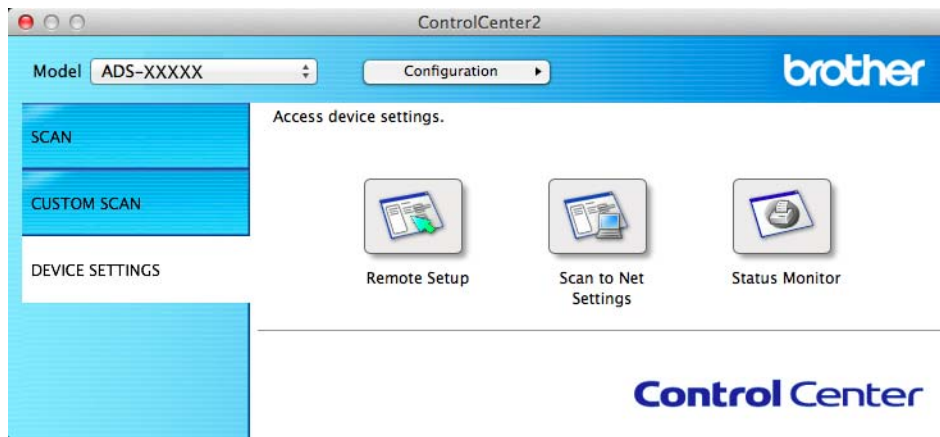 ControlCenter2
Model ADS-XXXXX Configuration brother
SCAN
CUSTOM SCAN
DEVICE SETTINGS
Access device settings.
Remote Setup
Scan to Net
Settings
Status Monitor
Control Center